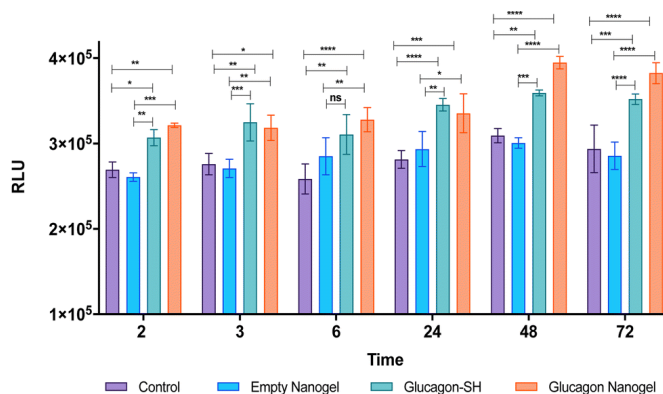 **** **** 
*** ** ***
4×10⁵ * **** **** ****
** ** ** ** * *** ****
* *** *** ns **
**
RLU
3×10⁵
2×10⁵
1×10⁵
2 3 6 24 48 72
Time
Control Empty Nanogel Glucagon-SH Glucagon Nanogel